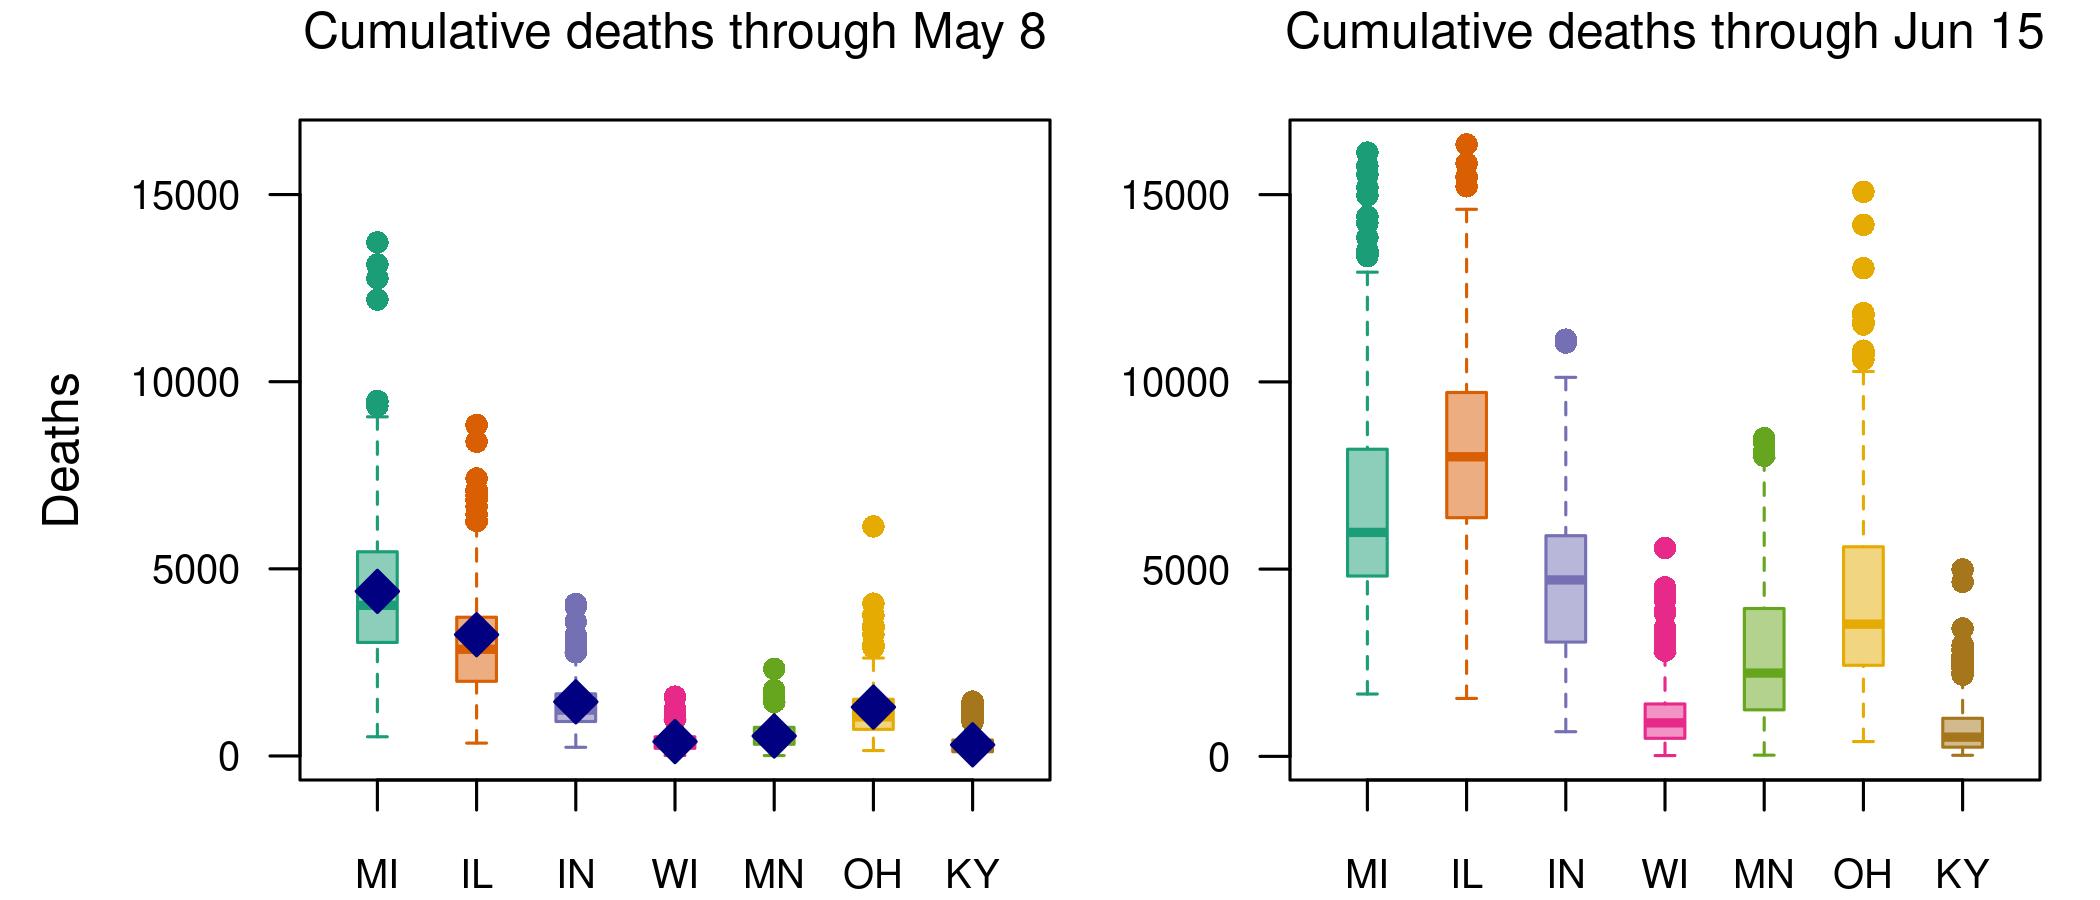 Cumulative deaths through May 8
Deaths
15000
10000
5000
0
MI IL IN WI MN OH KY
Cumulative deaths through Jun 15
15000
10000
5000
0
MI IL IN WI MN OH KY